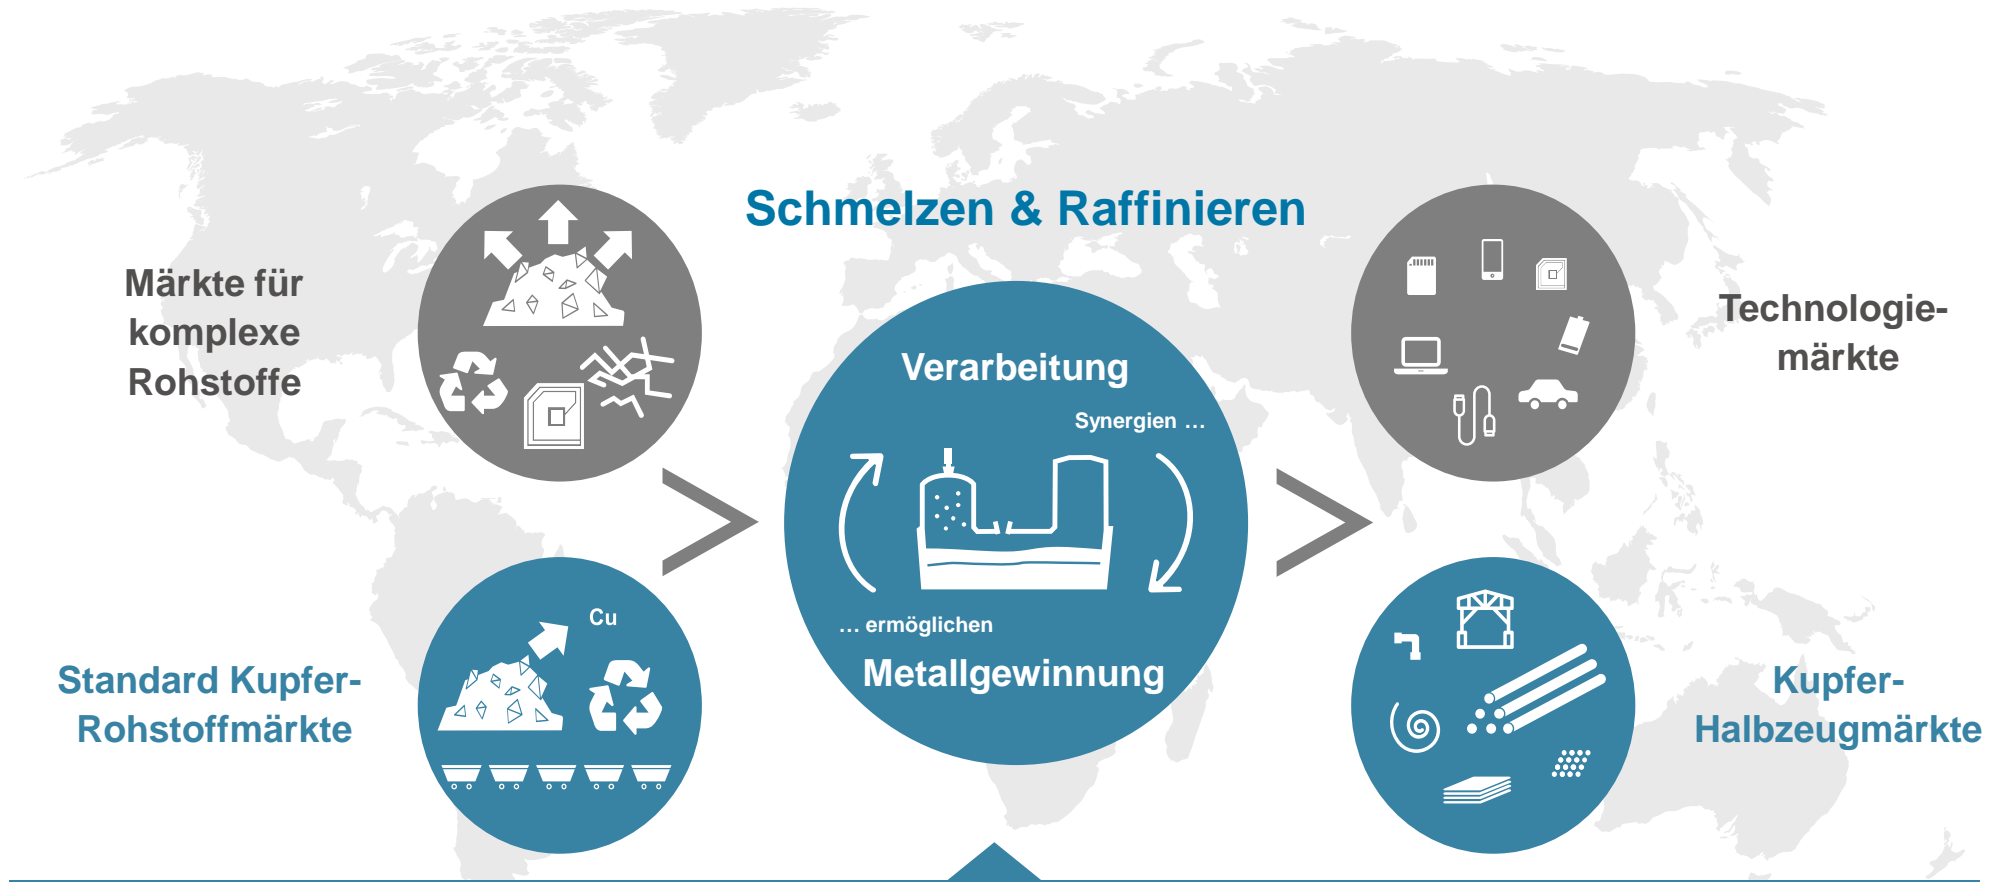 Schmelzen & Raffinieren
Märkte für
komplexe
Rohstoffe
Standard Kupfer-
Rohstoffmärkte
Cu
Verarbeitung
Synergien …
… ermöglichen
Metallgewinnung
Technologie-
märkte
Kupfer-
Halbzeugmärkte